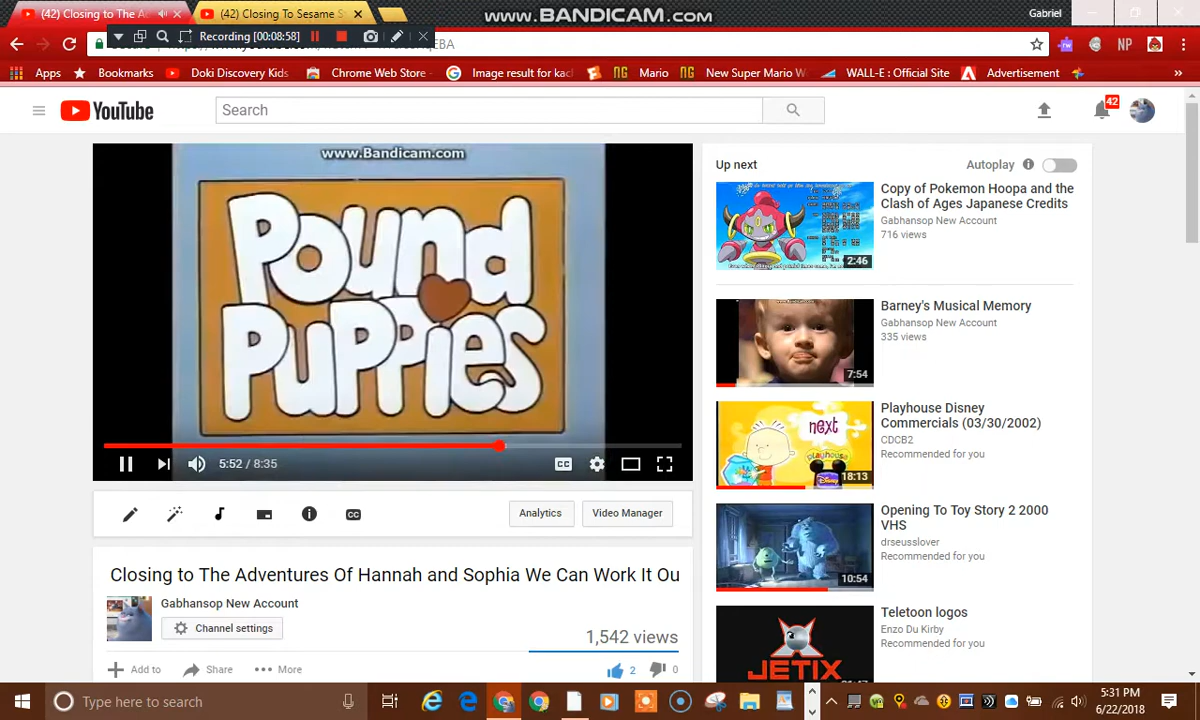 www.BANDICAM.com
Gabriel
(42) Closing to The A
(42) Closing To Sesame S
Recording [00:08:58]
EBA
Apps
Bookmarks
Doki Discovery Kids
Chrome Web Store -
Image result for kac
Mario
New Super Mario W
WALL-E : Official Site
Advertisement
»
YouTube
Search
42
www.Bandicam.com
Pound
Puppies
5:52 / 8:35
CC
Up next
Autoplay
Copy of Pokemon Hoopa and the
Clash of Ages Japanese Credits
Gabhansop New Account
716 views
2:46
Barney's Musical Memory
Gabhansop New Account
335 views
7:54
Playhouse Disney
Commercials (03/30/2002)
CDCB2
Recommended for you
next
18:13
Opening To Toy Story 2 2000
VHS
drseusslover
Recommended for you
10:54
Teletoon logos
Enzo Du Kirby
Recommended for you
JETIX
CC
Analytics
Video Manager
Closing to The Adventures Of Hannah and Sophia We Can Work It Ou
Gabhansop New Account
Channel settings
1,542 views
Add to
Share
More
2
0
Type here to search
5:31 PM
6/22/2018